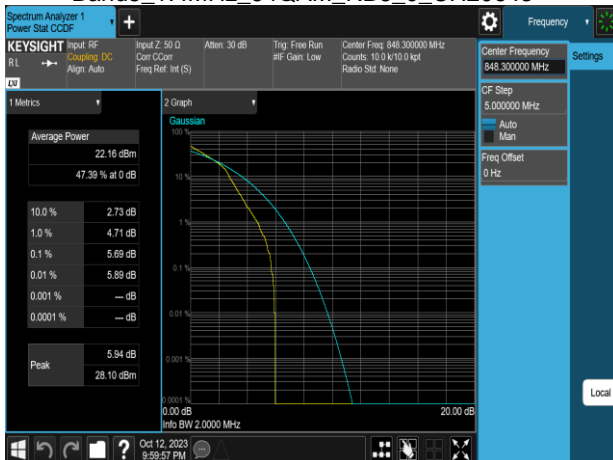 Spectrum Analyzer 1
Power Stat CCDF
Frequency
KEYSIGHT
RL
Input: RF
Coupling: DC
Align: Auto
Input Z: 50 Ω
Corr CCorr
Freq Ref: Int (S)
Atten: 30 dB
Trig: Free Run
#IF Gain: Low
Center Freq: 848.300000 MHz
Counts: 10.0 k/10.0 kpt
Radio Std: None
LXI
Center Frequency
848.300000 MHz
Settings
CF Step
5.000000 MHz
Auto
Man
Freq Offset
0 Hz
1 Metrics
Average Power
22.16 dBm
47.39 % at 0 dB
10.0 % 2.73 dB
1.0 % 4.71 dB
0.1 % 5.69 dB
0.01 % 5.89 dB
0.001 % --- dB
0.0001 % --- dB
Peak
5.94 dB
28.10 dBm
2 Graph
Gaussian
100 %
10 %
1 %
0.1 %
0.01 %
0.001 %
0.0001 %
0.00 dB
20.00 dB
Info BW 2.0000 MHz
Local
?
Oct 12, 2023
9:59:57 PM